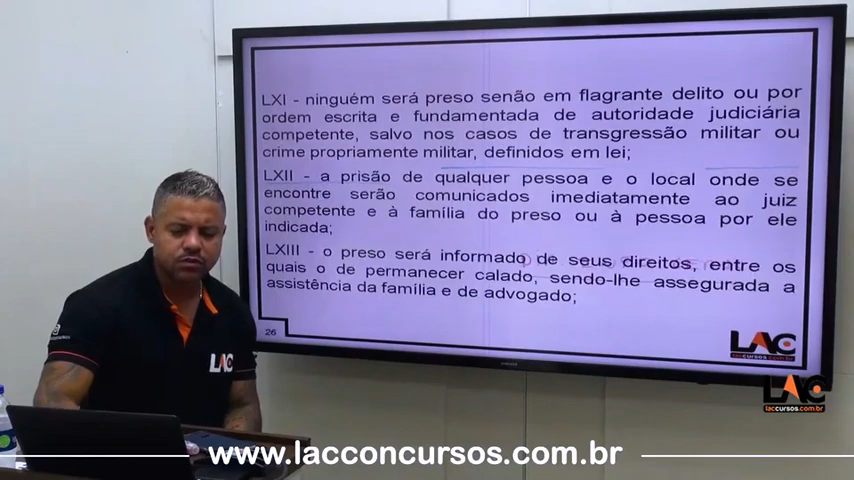 LXI - ninguém será preso senão em flagrante delito ou por
ordem escrita e fundamentada de autoridade judiciária
competente, salvo nos casos de transgressão militar ou
crime propriamente militar, definidos em lei;
LXII - a prisão de qualquer pessoa e o local onde se
encontre serão comunicados imediatamente ao juiz
competente e à família do preso ou à pessoa por ele
indicada;
LXIII - o preso será informado de seus direitos, entre os
quais o de permanecer calado, sendo-lhe assegurada a
assistência da família e de advogado;
26
LAC
laccursos.com.br
LAC
laccursos.com.br
LAC
www.lacconcursos.com.br